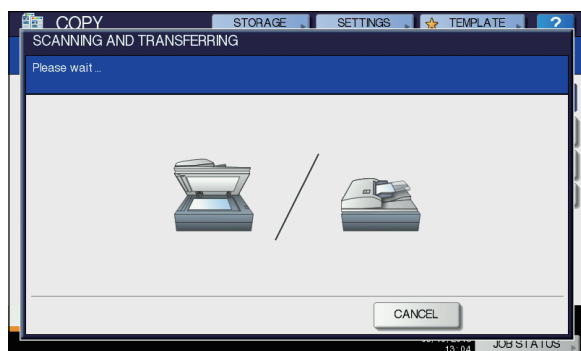 COPY STORAGE SETTINGS TEMPLATE ?
SCANNING AND TRANSFERRING
Please wait ...
CANCEL
13:04 JOB STATUS